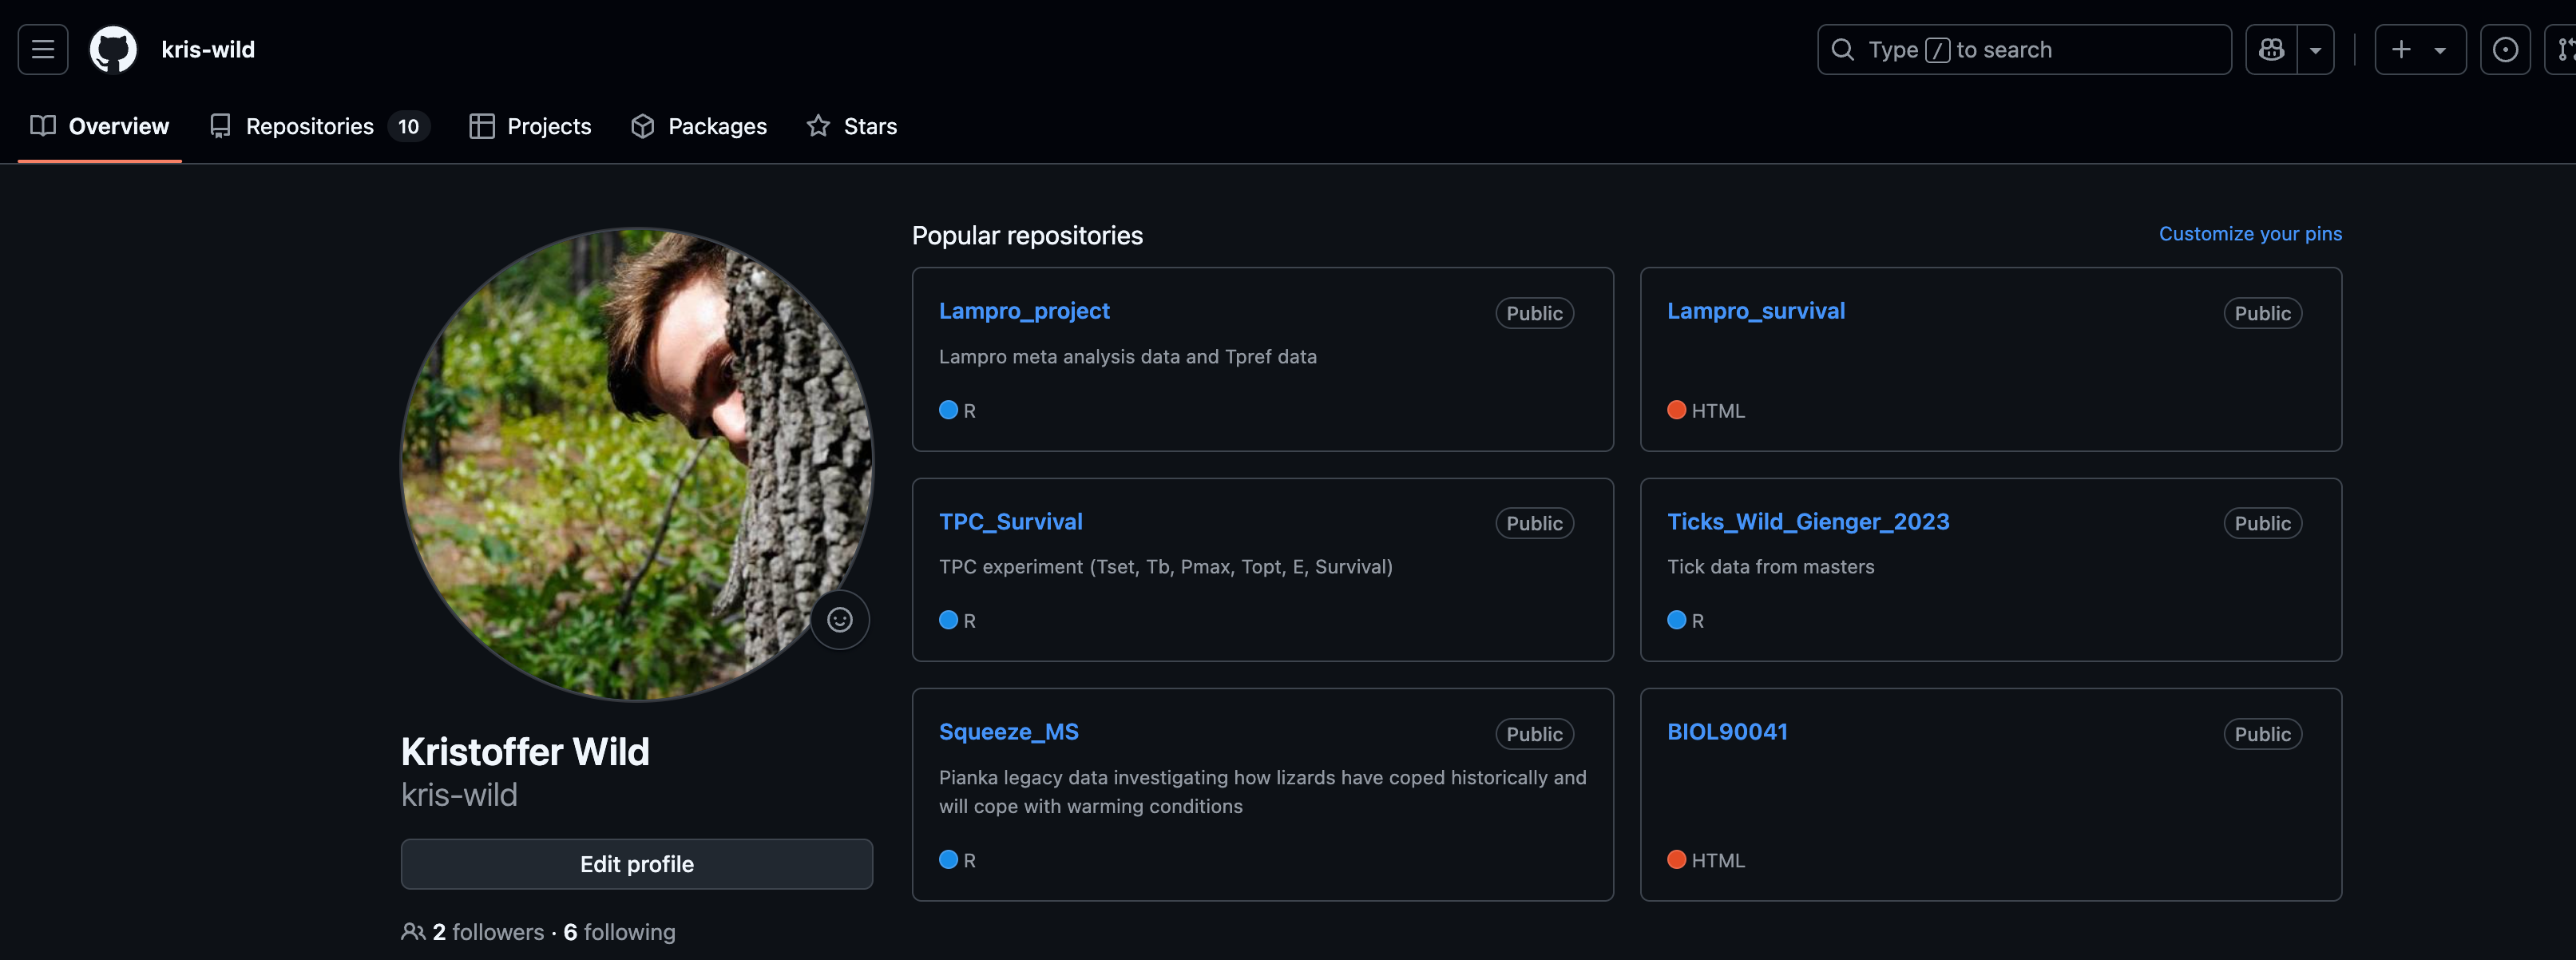 kris-wild
Type / to search
Overview
Repositories 10
Projects
Packages
Stars
Popular repositories
Customize your pins
Lampro_project
Public
Lampro meta analysis data and Tpref data
R
Lampro_survival
Public
HTML
TPC_Survival
Public
TPC experiment (Tset, Tb, Pmax, Topt, E, Survival)
R
Ticks_Wild_Gienger_2023
Public
Tick data from masters
R
Squeeze_MS
Public
Pianka legacy data investigating how lizards have coped historically and
will cope with warming conditions
R
BIOL90041
Public
HTML
Kristoffer Wild
kris-wild
Edit profile
2 followers · 6 following